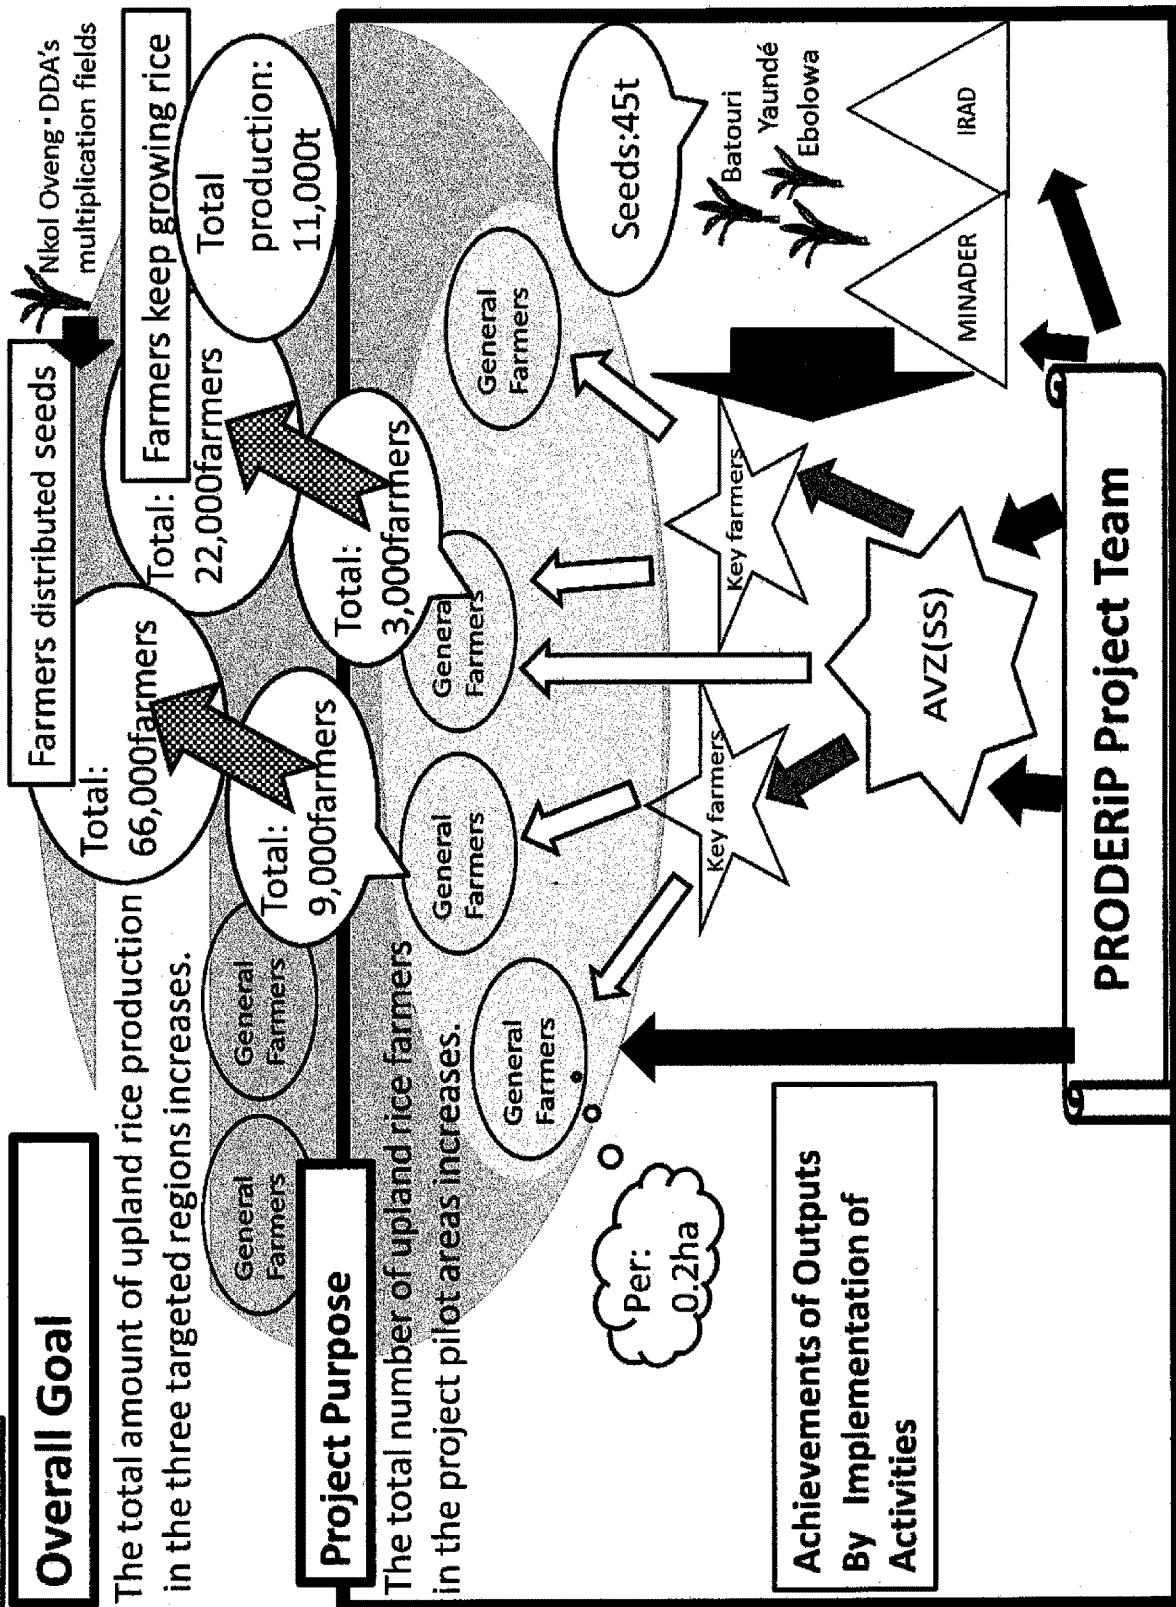 Overall Goal
The total amount of upland rice production
in the three targeted regions increases.
Farmers distributed seeds
Nkol Oveng・DDA's
multiplication fields
Total:
66,000farmers
Total:
22,000farmers
Farmers keep growing rice
Total
production:
11,000t
General
Farmers
General
Farmers
Total:
9,000farmers
Total:
3,000farmers
Project Purpose
The total number of upland rice farmers
in the project pilot areas increases.
General
Farmers
General
Farmers
General
Farmers
General
Farmers
Per:
0.2ha
Seeds:45t
Batouri
Yaundé
Ebolowa
Key farmers
Key farmers
MINADER
IRAD
AVZ(SS)
Achievements of Outputs
By Implementation of
Activities
PRODERiP Project Team